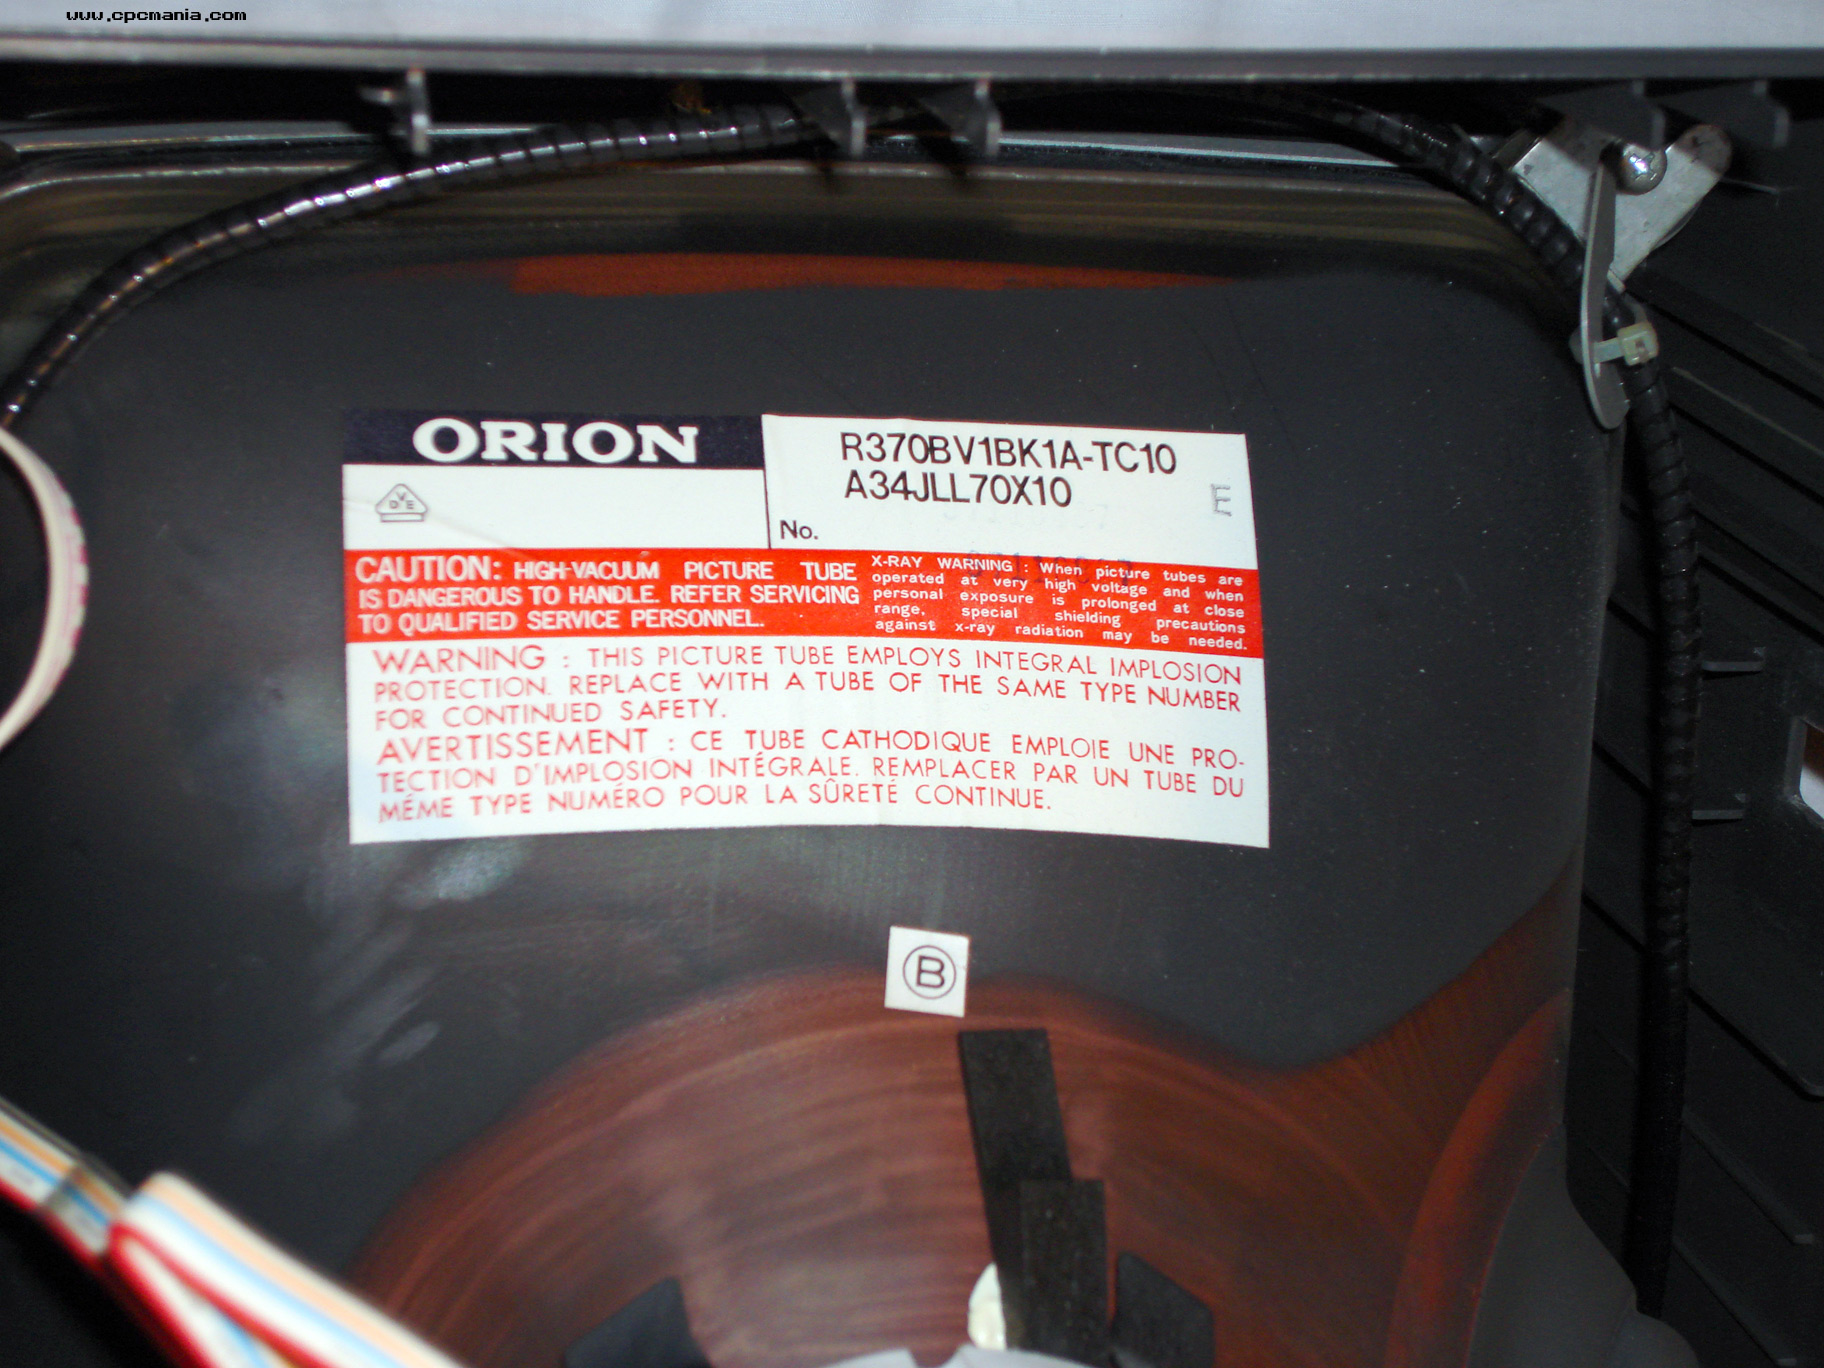 www.cpcmania.com
ORION
R370BV1BK1A-TC10
A34JLL70X10
E
VDE
No.
CAUTION: HIGH-VACUUM PICTURE TUBE
IS DANGEROUS TO HANDLE. REFER SERVICING
TO QUALIFIED SERVICE PERSONNEL.
X-RAY WARNING : When picture tubes are
operated at very high voltage and when
personal exposure is prolonged at close
range, special shielding precautions
against x-ray radiation may be needed.
WARNING : THIS PICTURE TUBE EMPLOYS INTEGRAL IMPLOSION
PROTECTION. REPLACE WITH A TUBE OF THE SAME TYPE NUMBER
FOR CONTINUED SAFETY.
AVERTISSEMENT : CE TUBE CATHODIQUE EMPLOIE UNE PRO-
TECTION D'IMPLOSION INTÉGRALE. REMPLACER PAR UN TUBE DU
MÉME TYPE NUMÉRO POUR LA SÛRETÉ CONTINUE.
B